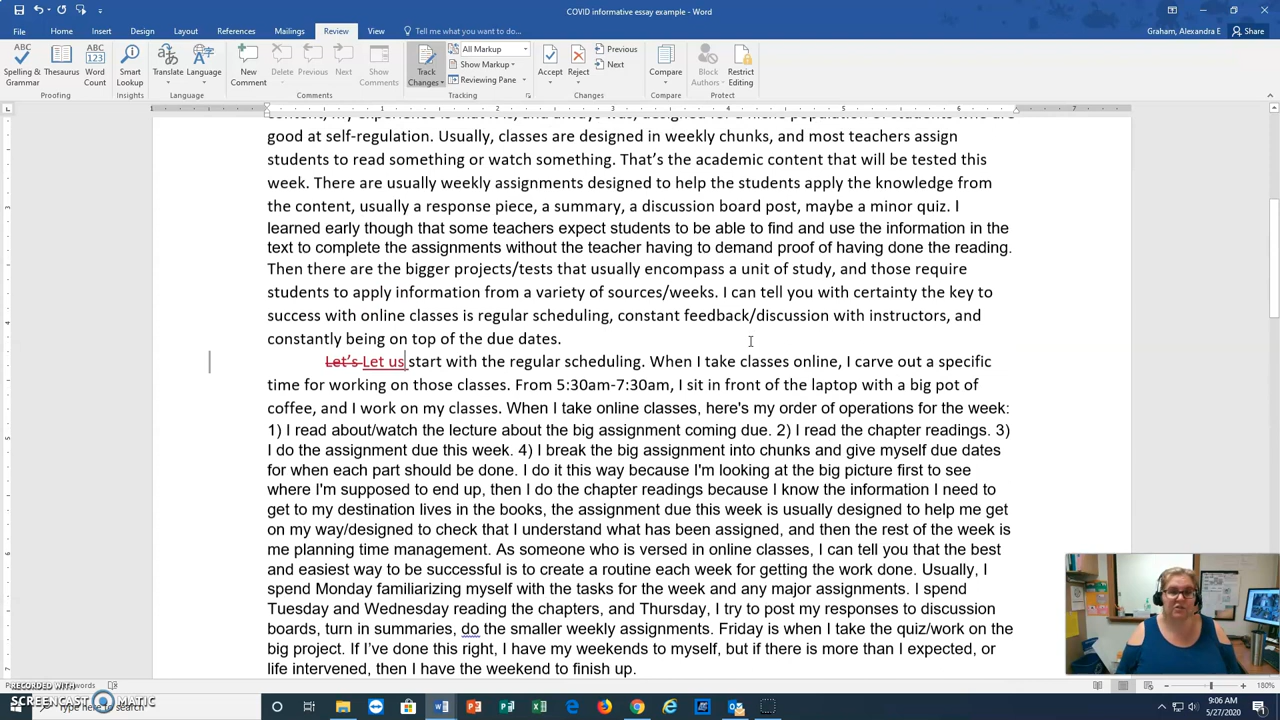 COVID informative essay example - Word
Graham, Alexandra E
File Home Insert Design Layout References Mailings Review View Tell me what you want to do... Share
Spelling & Grammar Thesaurus Word Count Smart Lookup Translate Language New Comment Delete Previous Next Show Comments Track Changes All Markup Show Markup Reviewing Pane Accept Reject Previous Next Compare Block Authors Restrict Editing
Proofing Insights Language Comments Tracking Changes Compare Protect
good at self-regulation. Usually, classes are designed in weekly chunks, and most teachers assign
students to read something or watch something. That's the academic content that will be tested this
week. There are usually weekly assignments designed to help the students apply the knowledge from
the content, usually a response piece, a summary, a discussion board post, maybe a minor quiz. I
learned early though that some teachers expect students to be able to find and use the information in the
text to complete the assignments without the teacher having to demand proof of having done the reading.
Then there are the bigger projects/tests that usually encompass a unit of study, and those require
students to apply information from a variety of sources/weeks. I can tell you with certainty the key to
success with online classes is regular scheduling, constant feedback/discussion with instructors, and
constantly being on top of the due dates.
Let's Let us start with the regular scheduling. When I take classes online, I carve out a specific
time for working on those classes. From 5:30am-7:30am, I sit in front of the laptop with a big pot of
coffee, and I work on my classes. When I take online classes, here's my order of operations for the week:
1) I read about/watch the lecture about the big assignment coming due. 2) I read the chapter readings. 3)
I do the assignment due this week. 4) I break the big assignment into chunks and give myself due dates
for when each part should be done. I do it this way because I'm looking at the big picture first to see
where I'm supposed to end up, then I do the chapter readings because I know the information I need to
get to my destination lives in the books, the assignment due this week is usually designed to help me get
on my way/designed to check that I understand what has been assigned, and then the rest of the week is
me planning time management. As someone who is versed in online classes, I can tell you that the best
and easiest way to be successful is to create a routine each week for getting the work done. Usually, I
spend Monday familiarizing myself with the tasks for the week and any major assignments. I spend
Tuesday and Wednesday reading the chapters, and Thursday, I try to post my responses to discussion
boards, turn in summaries, do the smaller weekly assignments. Friday is when I take the quiz/work on the
big project. If I've done this right, I have my weekends to myself, but if there is more than I expected, or
life intervened, then I have the weekend to finish up.
RECORDED WITH words
180%
SCREENCAST MATIC
here to search
9:06 AM
5/27/2020